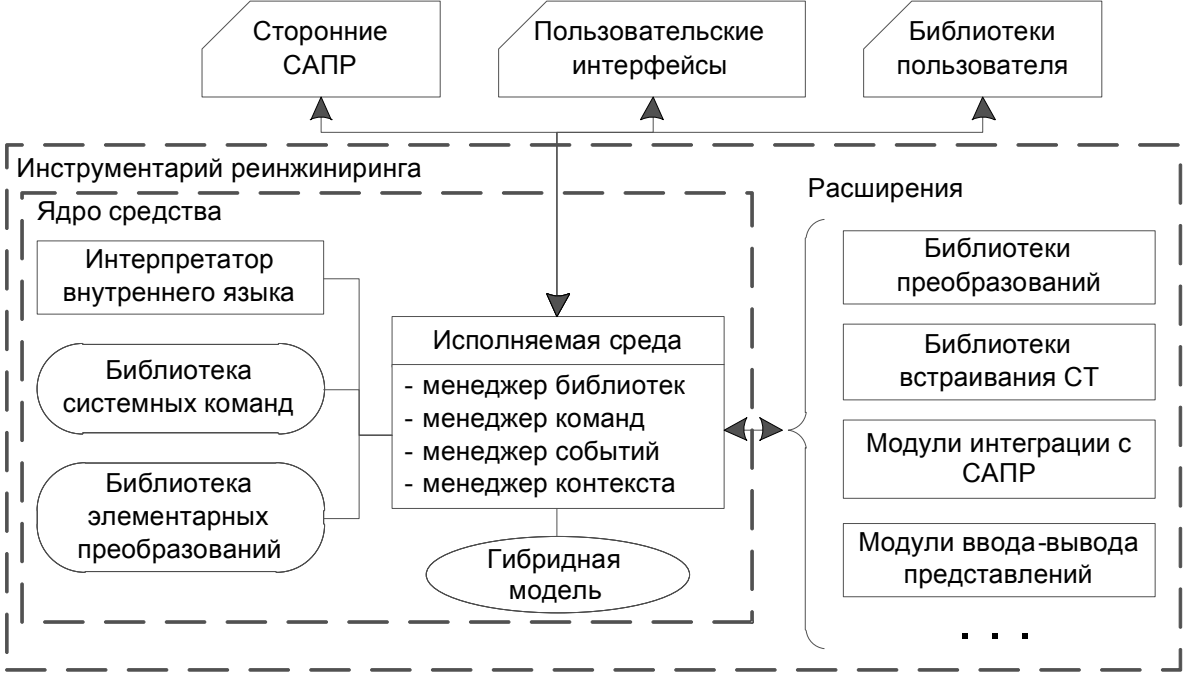 Сторонние
САПР
Пользовательские
интерфейсы
Библиотеки
пользователя
Инструментарий реинжиниринга
Ядро средства
Интерпретатор
внутреннего языка
Библиотека
системных команд
Библиотека
элементарных
преобразований
Исполняемая среда
- менеджер библиотек
- менеджер команд
- менеджер событий
- менеджер контекста
Гибридная
модель
Расширения
Библиотеки
преобразований
Библиотеки
встраивания СТ
Модули интеграции с
САПР
Модули ввода-вывода
представлений
. . .